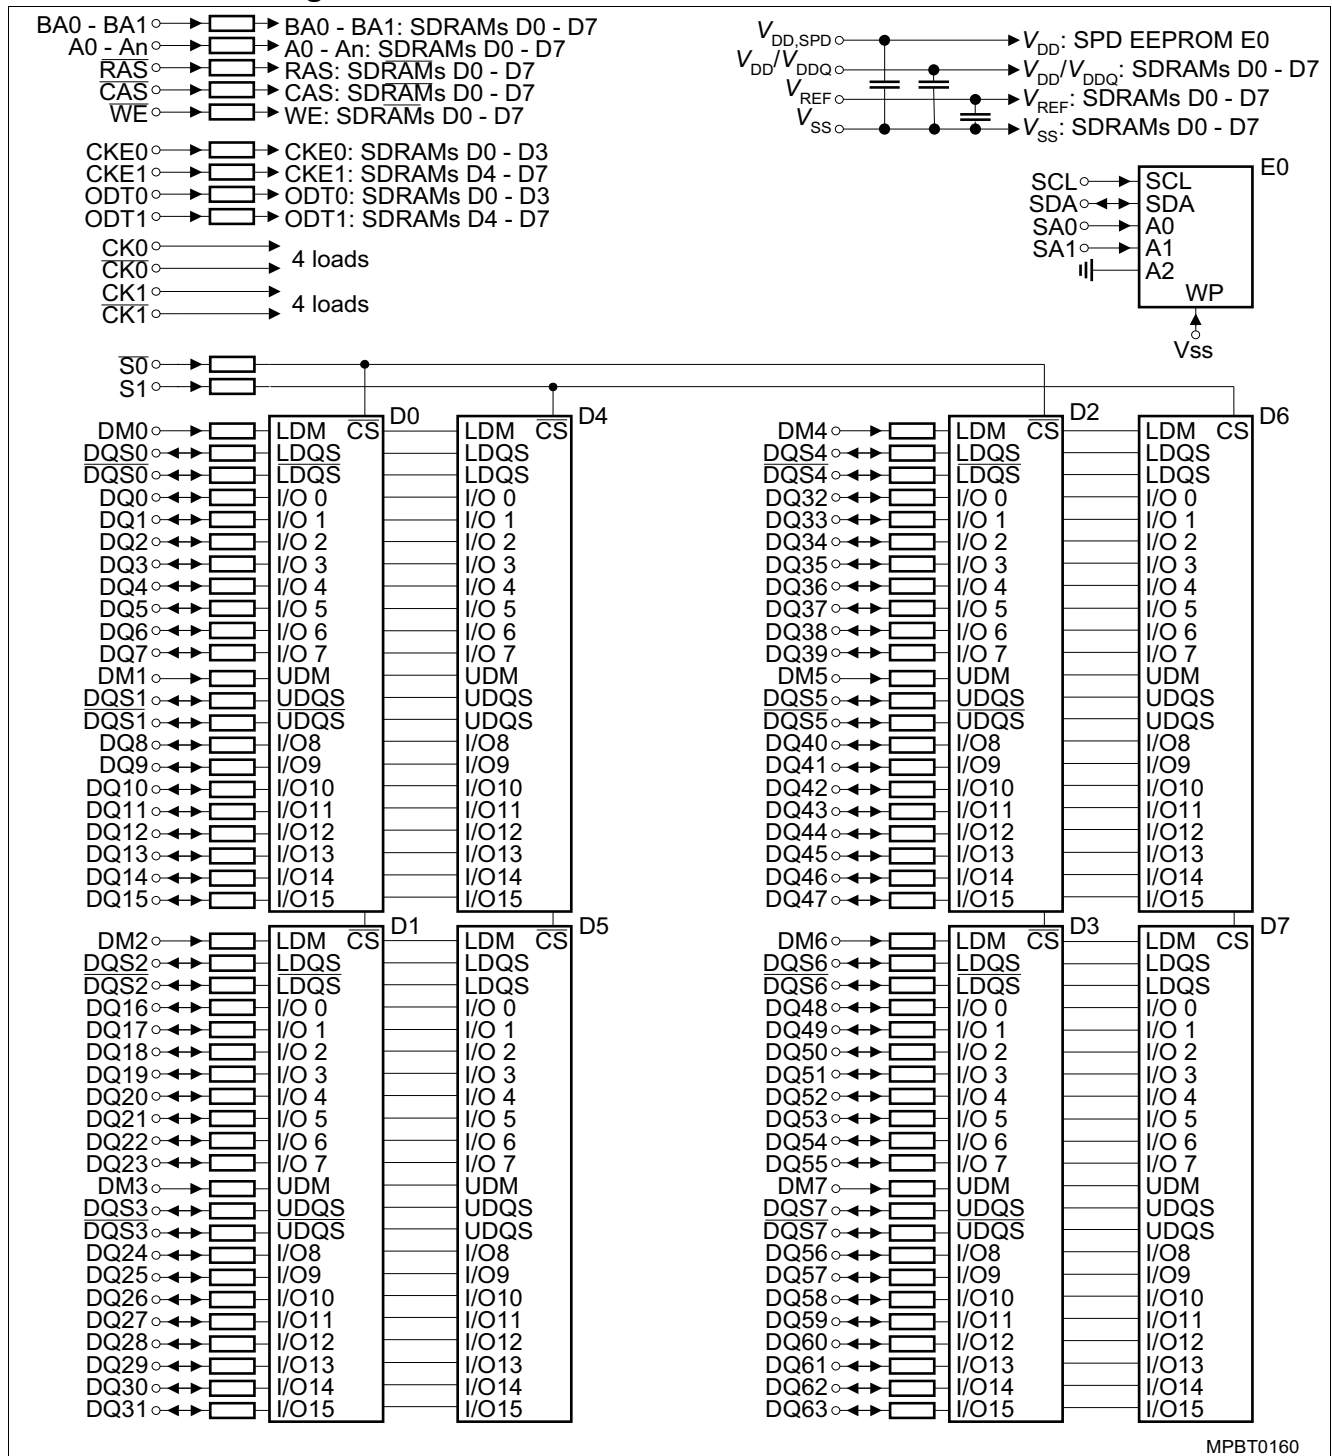 BA0 - BA1 BA0 - BA1: SDRAMs D0 - D7
A0 - An A0 - An: SDRAMs D0 - D7
RAS RAS: SDRAMs D0 - D7
CAS CAS: SDRAMs D0 - D7
WE WE: SDRAMs D0 - D7
CKE0 CKE0: SDRAMs D0 - D3
CKE1 CKE1: SDRAMs D4 - D7
ODT0 ODT0: SDRAMs D0 - D3
ODT1 ODT1: SDRAMs D4 - D7
CK0
CK0
4 loads
CK1
CK1
4 loads
VDD,SPD VDD: SPD EEPROM E0
VDD/VDDQ VDD/VDDQ: SDRAMs D0 - D7
VREF VREF: SDRAMs D0 - D7
VSS VSS: SDRAMs D0 - D7
E0
SCL SCL
SDA SDA
SA0 A0
SA1 A1
A2
WP
Vss
S0
S1
D0 D4
DM0 LDM CS LDM CS
DQS0 LDQS LDQS
DQS0 LDQS LDQS
DQ0 I/O 0 I/O 0
DQ1 I/O 1 I/O 1
DQ2 I/O 2 I/O 2
DQ3 I/O 3 I/O 3
DQ4 I/O 4 I/O 4
DQ5 I/O 5 I/O 5
DQ6 I/O 6 I/O 6
DQ7 I/O 7 I/O 7
DM1 UDM UDM
DQS1 UDQS UDQS
DQS1 UDQS UDQS
DQ8 I/O8 I/O8
DQ9 I/O9 I/O9
DQ10 I/O10 I/O10
DQ11 I/O11 I/O11
DQ12 I/O12 I/O12
DQ13 I/O13 I/O13
DQ14 I/O14 I/O14
DQ15 I/O15 I/O15
D1 D5
DM2 LDM CS LDM CS
DQS2 LDQS LDQS
DQS2 LDQS LDQS
DQ16 I/O 0 I/O 0
DQ17 I/O 1 I/O 1
DQ18 I/O 2 I/O 2
DQ19 I/O 3 I/O 3
DQ20 I/O 4 I/O 4
DQ21 I/O 5 I/O 5
DQ22 I/O 6 I/O 6
DQ23 I/O 7 I/O 7
DM3 UDM UDM
DQS3 UDQS UDQS
DQS3 UDQS UDQS
DQ24 I/O8 I/O8
DQ25 I/O9 I/O9
DQ26 I/O10 I/O10
DQ27 I/O11 I/O11
DQ28 I/O12 I/O12
DQ29 I/O13 I/O13
DQ30 I/O14 I/O14
DQ31 I/O15 I/O15
D2 D6
DM4 LDM CS LDM CS
DQS4 LDQS LDQS
DQS4 LDQS LDQS
DQ32 I/O 0 I/O 0
DQ33 I/O 1 I/O 1
DQ34 I/O 2 I/O 2
DQ35 I/O 3 I/O 3
DQ36 I/O 4 I/O 4
DQ37 I/O 5 I/O 5
DQ38 I/O 6 I/O 6
DQ39 I/O 7 I/O 7
DM5 UDM UDM
DQS5 UDQS UDQS
DQS5 UDQS UDQS
DQ40 I/O8 I/O8
DQ41 I/O9 I/O9
DQ42 I/O10 I/O10
DQ43 I/O11 I/O11
DQ44 I/O12 I/O12
DQ45 I/O13 I/O13
DQ46 I/O14 I/O14
DQ47 I/O15 I/O15
D3 D7
DM6 LDM CS LDM CS
DQS6 LDQS LDQS
DQS6 LDQS LDQS
DQ48 I/O 0 I/O 0
DQ49 I/O 1 I/O 1
DQ50 I/O 2 I/O 2
DQ51 I/O 3 I/O 3
DQ52 I/O 4 I/O 4
DQ53 I/O 5 I/O 5
DQ54 I/O 6 I/O 6
DQ55 I/O 7 I/O 7
DM7 UDM UDM
DQS7 UDQS UDQS
DQS7 UDQS UDQS
DQ56 I/O8 I/O8
DQ57 I/O9 I/O9
DQ58 I/O10 I/O10
DQ59 I/O11 I/O11
DQ60 I/O12 I/O12
DQ61 I/O13 I/O13
DQ62 I/O14 I/O14
DQ63 I/O15 I/O15
MPBT0160